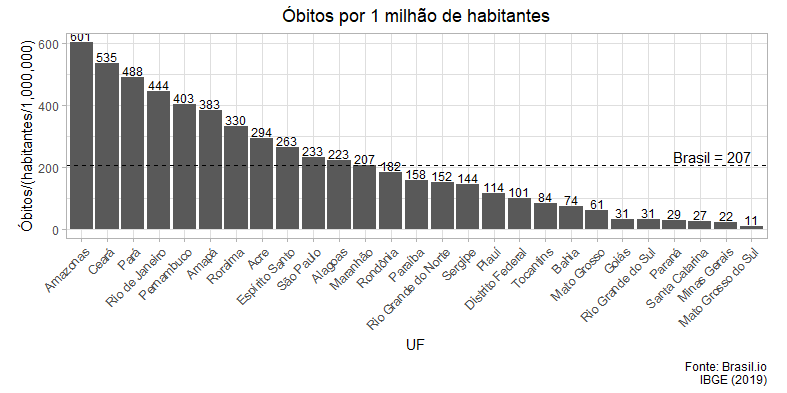 Óbitos por 1 milhão de habitantes
Óbitos/(habitantes/1,000,000)
600
400
200
0
601
535
488
444
403
383
330
294
263
233
223
207
182
158
152
144
114
101
84
74
61
31
31
29
27
22
11
Brasil = 207
Amazonas
Ceará
Pará
Rio de Janeiro
Pernambuco
Amapá
Roraima
Acre
Espírito Santo
São Paulo
Alagoas
Maranhão
Rondônia
Paraíba
Rio Grande do Norte
Sergipe
Piauí
Distrito Federal
Tocantins
Bahia
Mato Grosso
Goiás
Rio Grande do Sul
Paraná
Santa Catarina
Minas Gerais
Mato Grosso do Sul
UF
Fonte: Brasil.io
IBGE (2019)